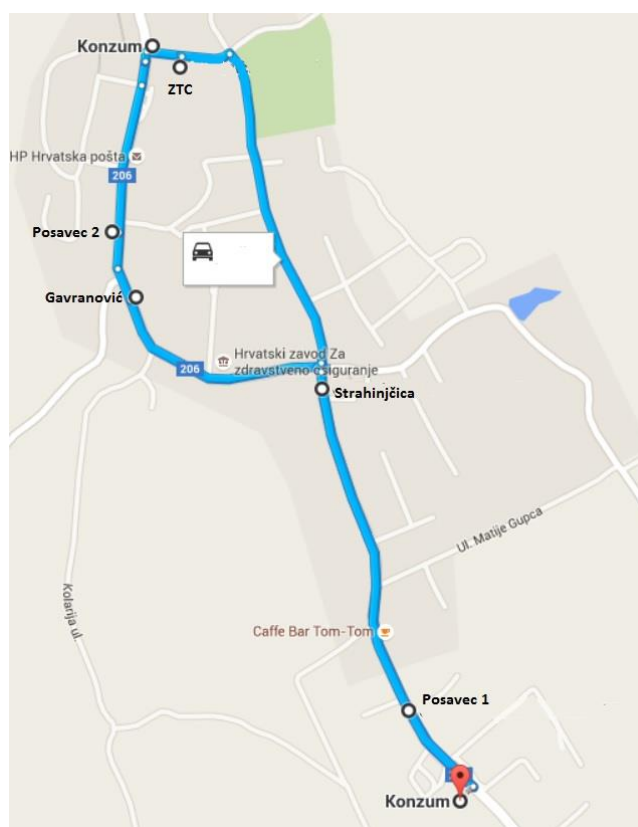 Konzum
ZTC
HP Hrvatska pošta
206
Posavec 2
Gavranović
206
Hrvatski zavod Za
zdravstveno osiguranje
Strahinjčica
Ul. Matije Gupca
Kolarija ul.
Caffe Bar Tom-Tom
Posavec 1
Konzum